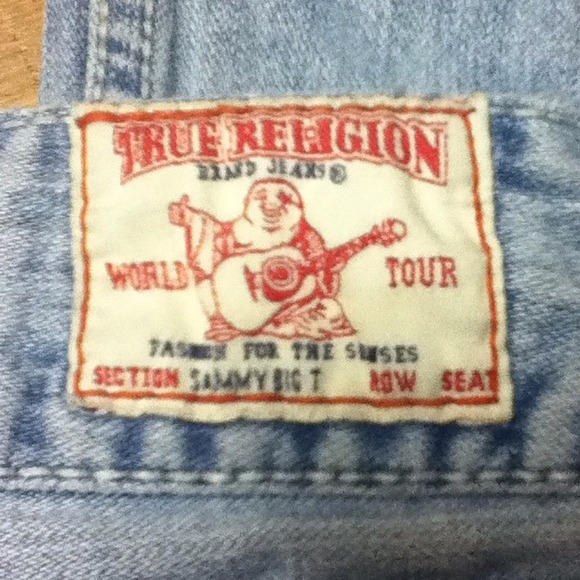 TRUE RELIGION
BRAND JEANS®
WORLD TOUR
FASHION FOR THE SENSES
SECTION SAMMY BIG T ROW SEAT